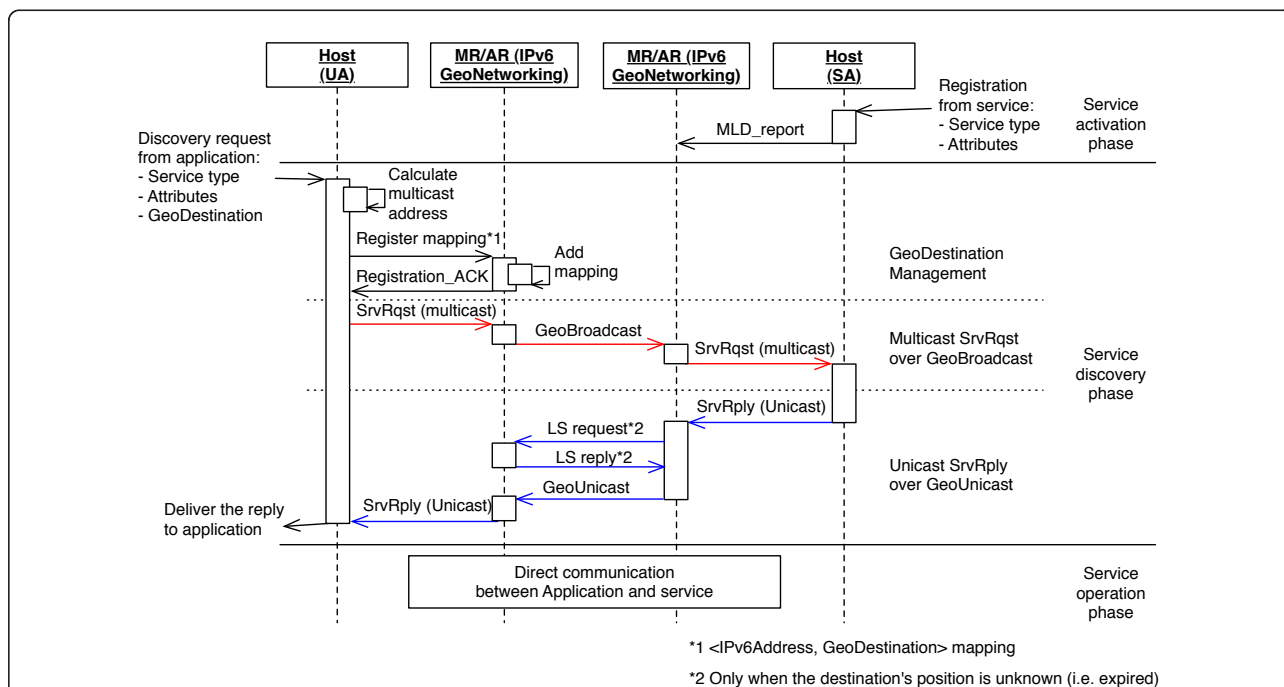 Host
(UA)
MR/AR (IPv6
GeoNetworking)
MR/AR (IPv6
GeoNetworking)
Host
(SA)
Registration
from service:
- Service type
- Attributes
Service
activation
phase
MLD_report
Discovery request
from application:
- Service type
- Attributes
- GeoDestination
Calculate
multicast
address
Register mapping*1
Add
mapping
Registration_ACK
GeoDestination
Management
SrvRqst (multicast)
GeoBroadcast
SrvRqst (multicast)
Multicast SrvRqst
over GeoBroadcast
Service
discovery
phase
SrvRply (Unicast)
LS request*2
LS reply*2
GeoUnicast
SrvRply (Unicast)
Unicast SrvRply
over GeoUnicast
Deliver the reply
to application
Direct communication
between Application and service
Service
operation
phase
*1 <IPv6Address, GeoDestination> mapping
*2 Only when the destination's position is unknown (i.e. expired)